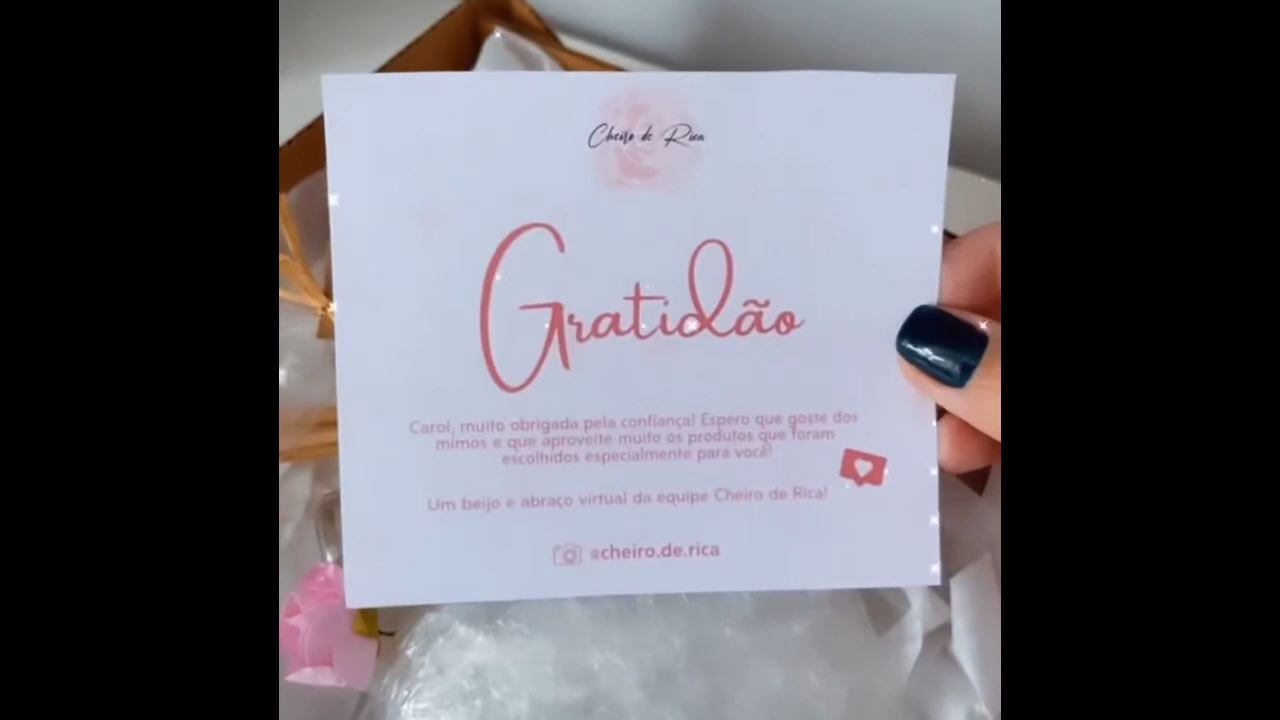 Cheiro de Rica
Gratidão
Carol, muito obrigada pela confiança! Espero que goste dos
mimos e que aproveite muito os produtos que foram
escolhidos especialmente para você!
Um beijo e abraço virtual da equipe Cheiro de Rica!
@cheiro.de.rica